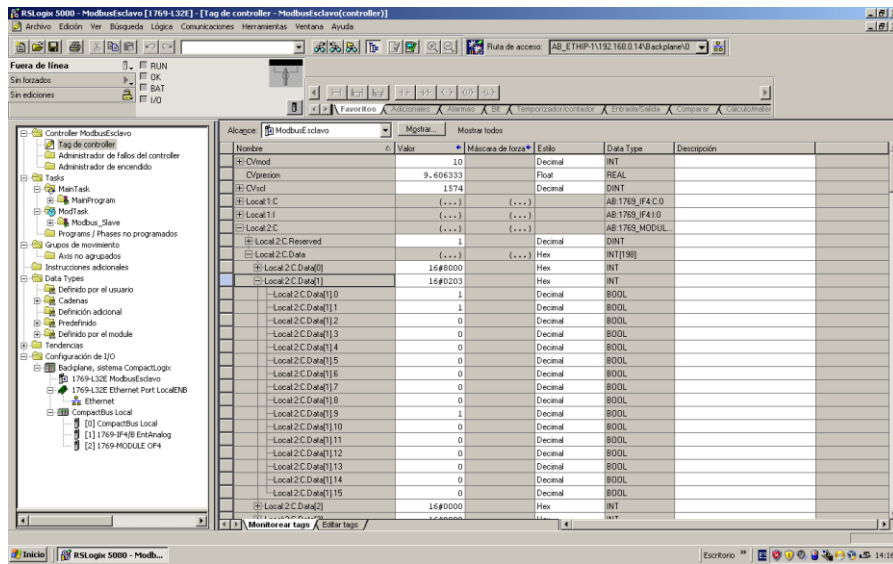 RSLogix 5000 - ModbusEsclavo [1769-L32E] - [Tag de controller - ModbusEsclavo(controller)]
Archivo Edición Ver Búsqueda Lógica Comunicaciones Herramientas Ventana Ayuda
Ruta de acceso: AB_ETHIP-1\192.168.0.14\Backplane\0
Fuera de línea
RUN
Sin forzados
OK
BAT
Sin ediciones
I/O
Favoritos Adicionales Alarmas Bit Temporizador/contador Entrada/Salida Comparar
Controller ModbusEsclavo
Tag de controller
Administrador de fallos del controller
Administrador de encendido
Tasks
MainTask
MainProgram
ModTask
Modbus_Slave
Programs / Phases no programados
Grupos de movimiento
Axis no agrupados
Instrucciones adicionales
Data Types
Definido por el usuario
Cadenas
Definición adicional
Predefinido
Definido por el module
Tendencias
Configuración de I/O
Backplane, sistema CompactLogix
1769-L32E ModbusEsclavo
1769-L32E Ethernet Port LocalENB
Ethernet
CompactBus Local
[0] CompactBus Local
[1] 1769-IF4/B EntAnalog
[2] 1769-MODULE OF4
Alcance: ModbusEsclavo Mostrar... Mostrar todos
Nombre Valor Máscara de forza Estilo Data Type Descripción
CVmod 10 Decimal INT
CVpresion 9.606333 Float REAL
CVscl 1574 Decimal DINT
Local:1:C {...} {...} AB:1769_IF4:C:0
Local:1:I {...} {...} AB:1769_IF4:I:0
Local:2:C {...} {...} AB:1769_MODUL...
Local:2:C.Reserved 1 Decimal DINT
Local:2:C.Data {...} {...} Hex INT[198]
Local:2:C.Data[0] 16#8000 Hex INT
Local:2:C.Data[1] 16#0203 Hex INT
Local:2:C.Data[1].0 1 Decimal BOOL
Local:2:C.Data[1].1 1 Decimal BOOL
Local:2:C.Data[1].2 0 Decimal BOOL
Local:2:C.Data[1].3 0 Decimal BOOL
Local:2:C.Data[1].4 0 Decimal BOOL
Local:2:C.Data[1].5 0 Decimal BOOL
Local:2:C.Data[1].6 0 Decimal BOOL
Local:2:C.Data[1].7 0 Decimal BOOL
Local:2:C.Data[1].8 0 Decimal BOOL
Local:2:C.Data[1].9 1 Decimal BOOL
Local:2:C.Data[1].10 0 Decimal BOOL
Local:2:C.Data[1].11 0 Decimal BOOL
Local:2:C.Data[1].12 0 Decimal BOOL
Local:2:C.Data[1].13 0 Decimal BOOL
Local:2:C.Data[1].14 0 Decimal BOOL
Local:2:C.Data[1].15 0 Decimal BOOL
Local:2:C.Data[2] 16#0000 Hex INT
Monitorear tags Editar tags
Inicio RSLogix 5000 - Modb... Escritorio 14:16